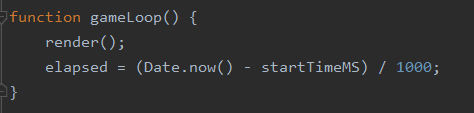 function gameLoop() {
    render();
    elapsed = (Date.now() - startTimeMS) / 1000;
}